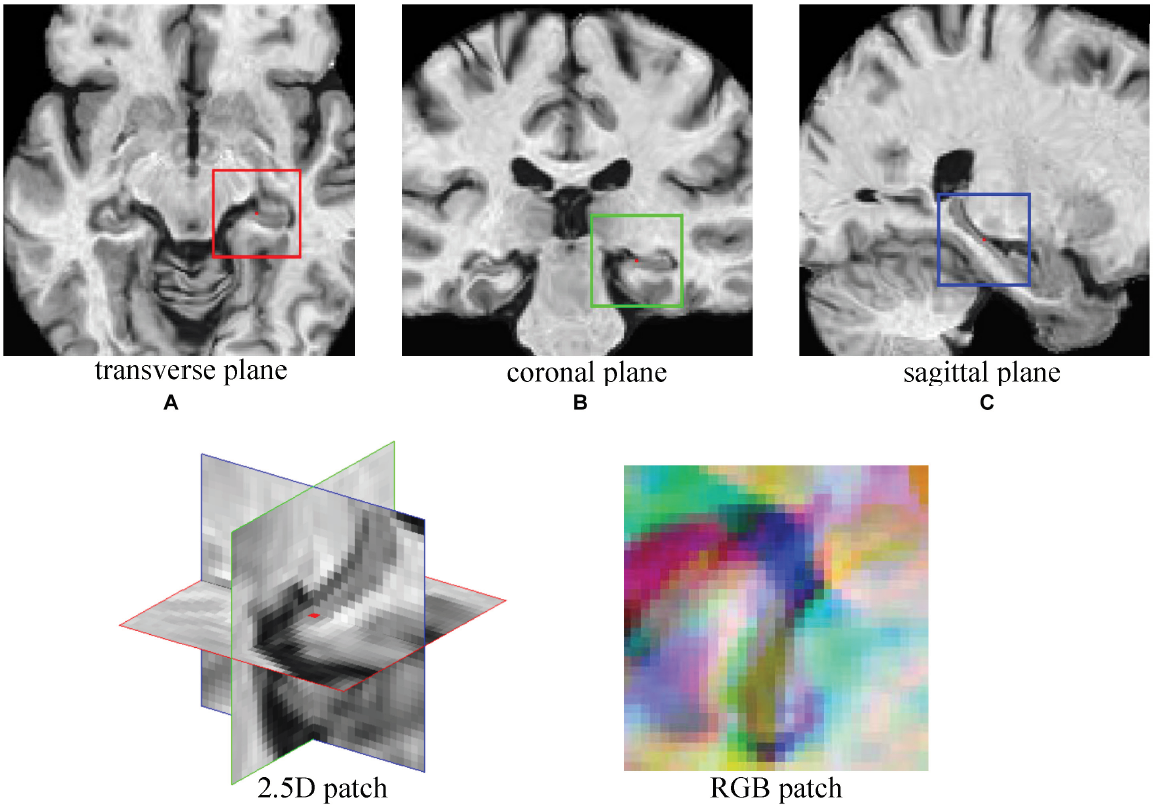 transverse plane
coronal plane
sagittal plane
A
B
C
2.5D patch
RGB patch